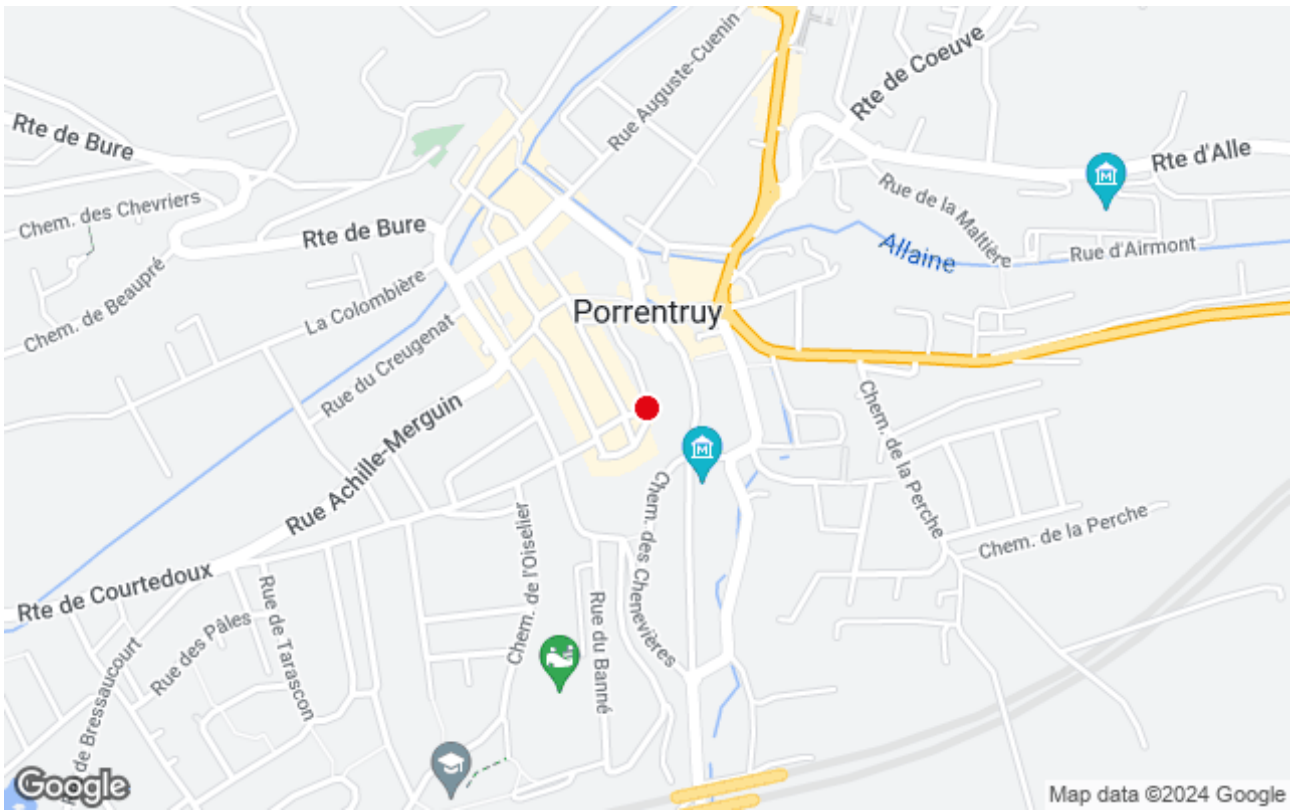 Rte de Coeuve
Rue Auguste-Cuenin
Rte de Bure
Rte d'Alle
Chem. des Chevriers
Rue de la Maltière
Rte de Bure
Allaine
Rue d'Airmont
Chem. de Beaupré
La Colombière
Porrentruy
Rue du Creugenat
Rue Achille-Merguin
Chem. de la Perche
Chem. de l'Oiselier
Chem. des Chenevières
Chem. de la Perche
Rte de Courtedoux
Rue de Tarascon
Rue des Pâles
Rue du Banné
de Bressaucourt
Google
Map data ©2024 Google